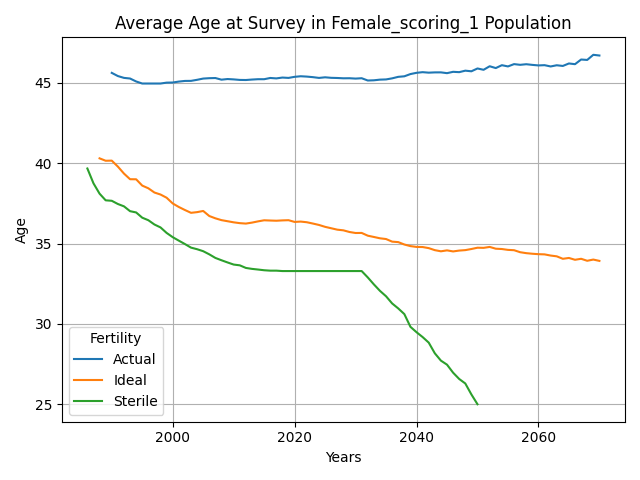 Average Age at Survey in Female_scoring_1 Population
Age
45
40
35
30
25
Fertility
Actual
Ideal
Sterile
2000
2020
2040
2060
Years